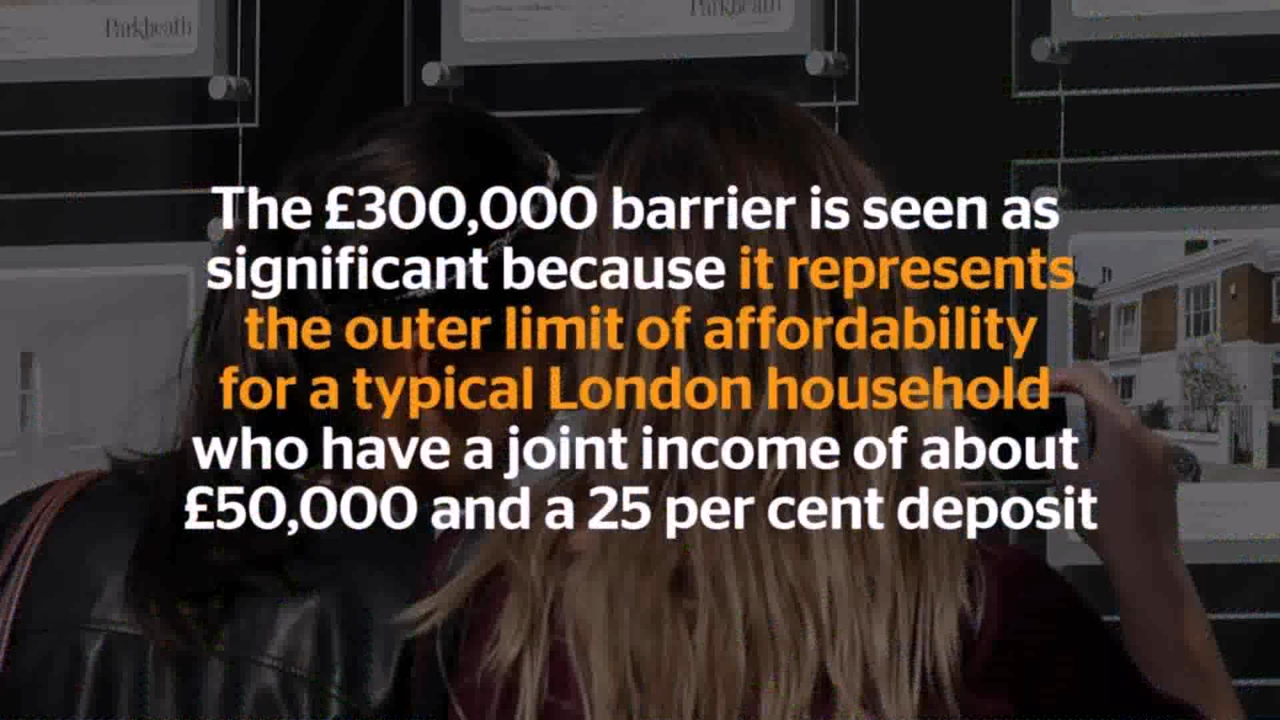 Parkheath
Parkheath
The £300,000 barrier is seen as
significant because it represents
the outer limit of affordability
for a typical London household
who have a joint income of about
£50,000 and a 25 per cent deposit